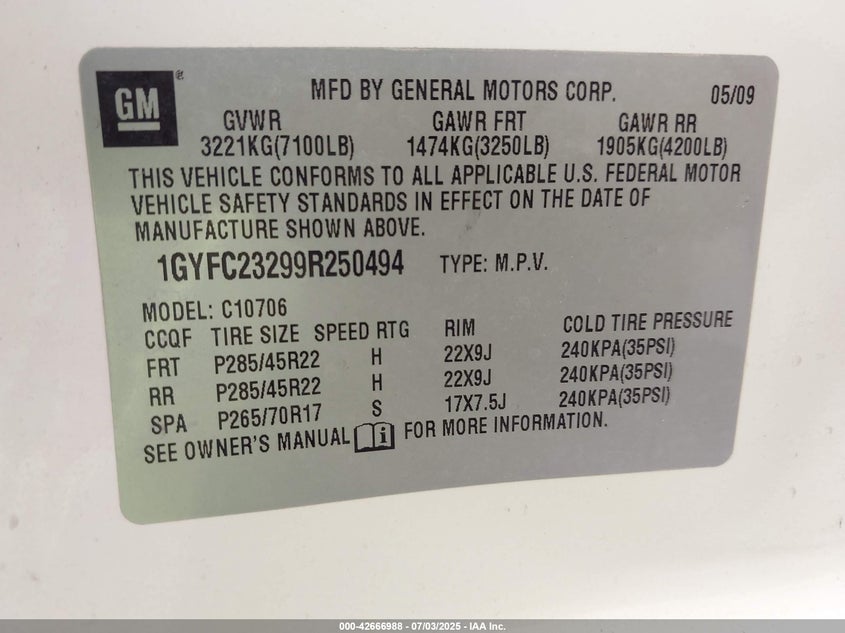 GM®
MFD BY GENERAL MOTORS CORP. 05/09
GVWR GAWR FRT GAWR RR
3221KG(7100LB) 1474KG(3250LB) 1905KG(4200LB)
THIS VEHICLE CONFORMS TO ALL APPLICABLE U.S. FEDERAL MOTOR
VEHICLE SAFETY STANDARDS IN EFFECT ON THE DATE OF
MANUFACTURE SHOWN ABOVE.
1GYFC23299R250494 TYPE: M.P.V.
MODEL: C10706
CCQF TIRE SIZE SPEED RTG RIM COLD TIRE PRESSURE
FRT P285/45R22 H 22X9J 240KPA(35PSI)
RR P285/45R22 H 22X9J 240KPA(35PSI)
SPA P265/70R17 S 17X7.5J 240KPA(35PSI)
SEE OWNER'S MANUAL i FOR MORE INFORMATION.
000-42666988 - 07/03/2025 - IAA Inc.